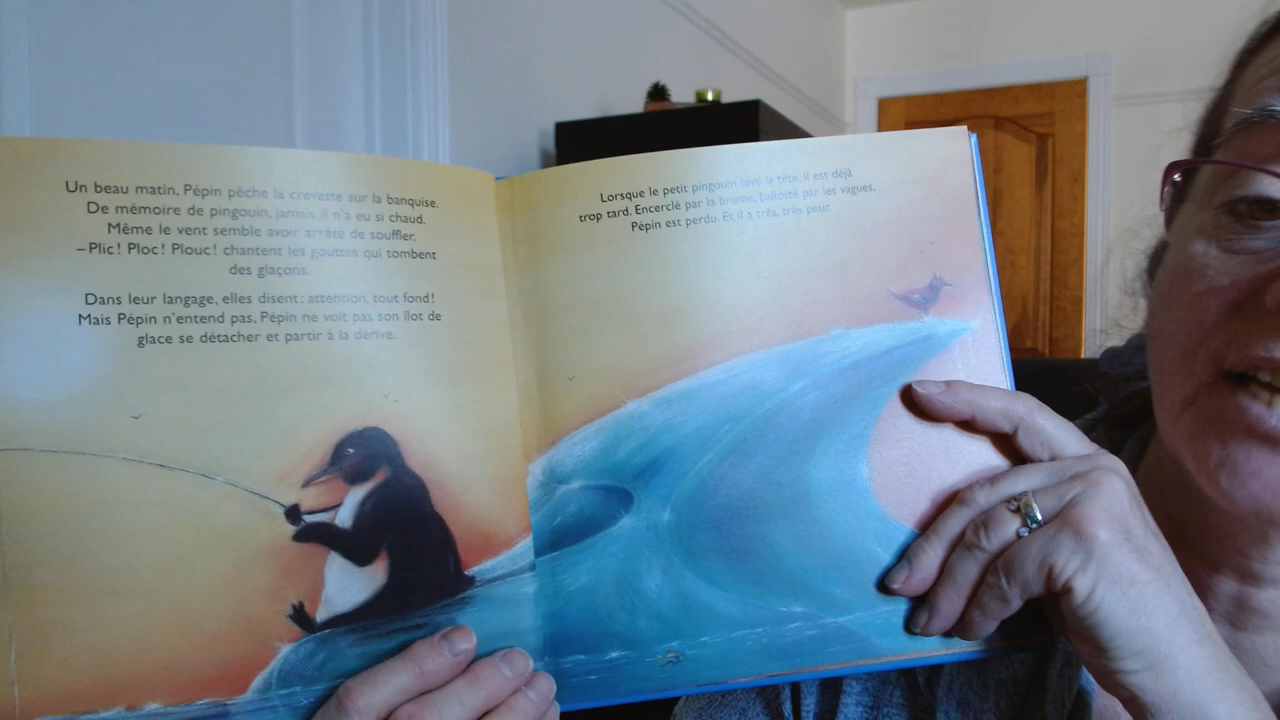 Un beau matin, Pépin pêche la crevette sur la banquise.
De mémoire de pingouin, jamais il n'a eu si chaud.
Même le vent semble avoir arrêté de souffler.
– Plic ! Ploc ! Plouc ! chantent les gouttes qui tombent
des glaçons.
Dans leur langage, elles disent : attention, tout fond !
Mais Pépin n'entend pas, Pépin ne voit pas son îlot de
glace se détacher et partir à la dérive.
Lorsque le petit pingouin lève la tête, il est déjà
trop tard. Encerclé par la brume, ballotté par les vagues,
Pépin est perdu. Et il a très, très peur.